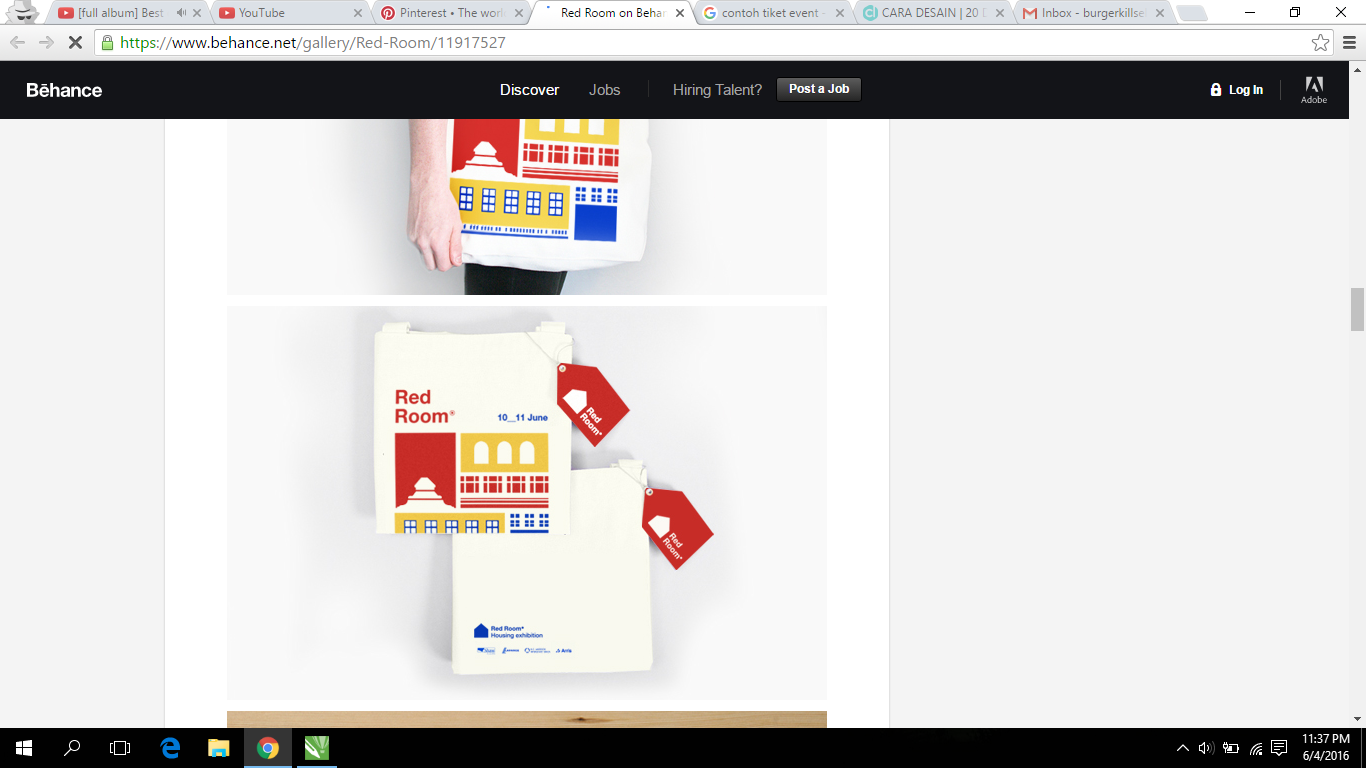 [full album] Best
YouTube
Pinterest • The worl
Red Room on Behan
contoh tiket event -
CARA DESAIN | 20 D
Inbox - burgerkillse
https://www.behance.net/gallery/Red-Room/11917527
Bēhance
Discover
Jobs
Hiring Talent?
Post a Job
Log In
Adobe
Red
Room®
10__11 June
Red
Room®
Red
Room®
Red Room®
Housing exhibition
Arris
11:37 PM
6/4/2016